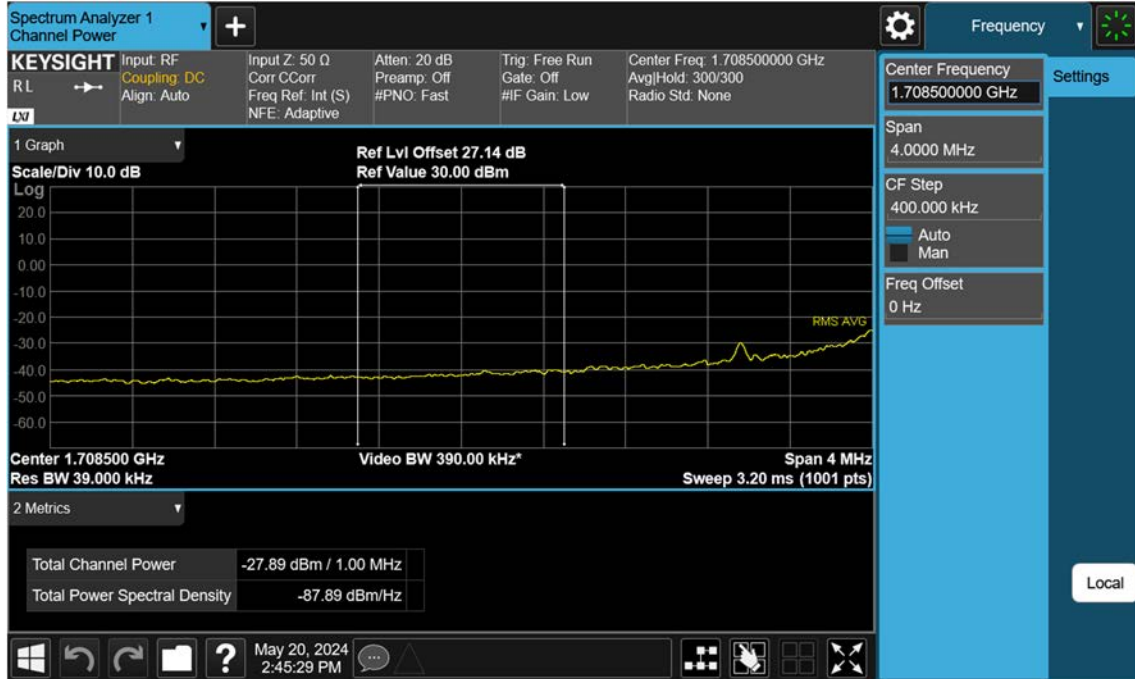 Spectrum Analyzer 1
Channel Power
Frequency
KEYSIGHT
R L
LXI
Input: RF
Coupling: DC
Align: Auto
Input Z: 50 Ω
Corr CCorr
Freq Ref: Int (S)
NFE: Adaptive
Atten: 20 dB
Preamp: Off
#PNO: Fast
Trig: Free Run
Gate: Off
#IF Gain: Low
Center Freq: 1.708500000 GHz
Avg|Hold: 300/300
Radio Std: None
Center Frequency
1.708500000 GHz
Settings
Span
4.0000 MHz
CF Step
400.000 kHz
Auto
Man
Freq Offset
0 Hz
1 Graph
Scale/Div 10.0 dB
Ref Lvl Offset 27.14 dB
Ref Value 30.00 dBm
Log
20.0
10.0
0.00
-10.0
-20.0
-30.0
-40.0
-50.0
-60.0
RMS AVG
Center 1.708500 GHz
Video BW 390.00 kHz*
Span 4 MHz
Res BW 39.000 kHz
Sweep 3.20 ms (1001 pts)
2 Metrics
Total Channel Power -27.89 dBm / 1.00 MHz
Total Power Spectral Density -87.89 dBm/Hz
Local
?
May 20, 2024
2:45:29 PM